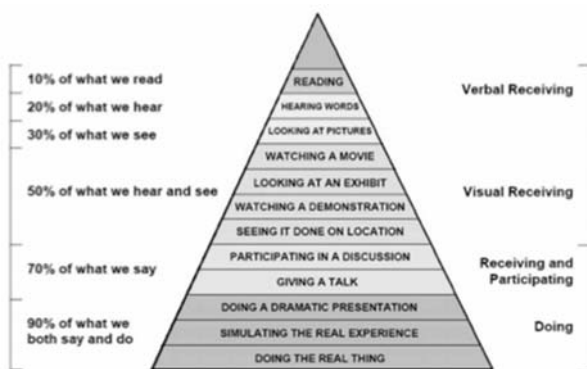 10% of what we read
20% of what we hear
30% of what we see
50% of what we hear and see
70% of what we say
90% of what we
both say and do
READING
HEARING WORDS
LOOKING AT PICTURES
WATCHING A MOVIE
LOOKING AT AN EXHIBIT
WATCHING A DEMONSTRATION
SEEING IT DONE ON LOCATION
PARTICIPATING IN A DISCUSSION
GIVING A TALK
DOING A DRAMATIC PRESENTATION
SIMULATING THE REAL EXPERIENCE
DOING THE REAL THING
Verbal Receiving
Visual Receiving
Receiving and
Participating
Doing